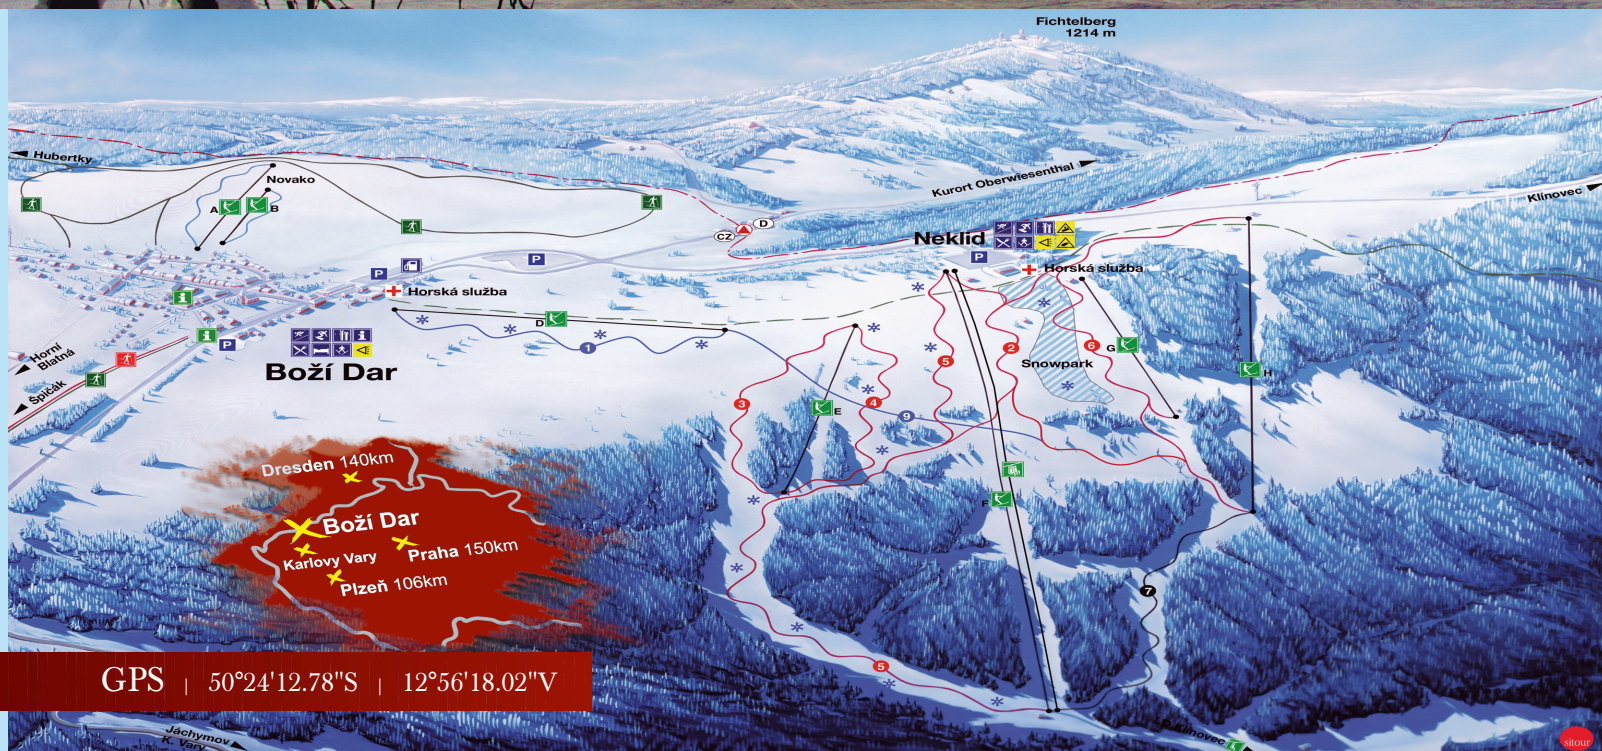 Fichtelberg
1214 m
Hubertky
Novako
A
B
Kurort Oberwiesenthal
Klínovec
CZ
D
Neklid
P
P
P
Horská služba
Horská služba
D
1
P
Boží Dar
Horní
Blatná
Špičák
3
E
4
9
5
2
Snowpark
6
G
H
F
7
5
Dresden 140km
Boží Dar
Karlovy Vary
Praha 150km
Plzeň 106km
GPS | 50°24'12.78"S | 12°56'18.02"V
Jáchymov
K. Vary
Klínovec
sitour